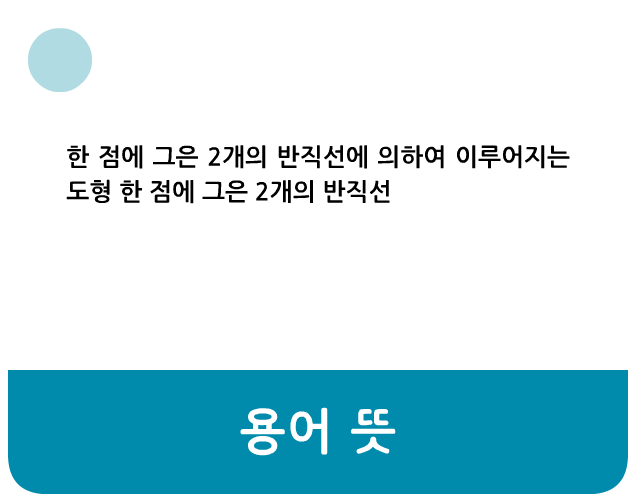 한 점에 그은 2개의 반직선에 의하여 이루어지는
도형 한 점에 그은 2개의 반직선
용어 뜻